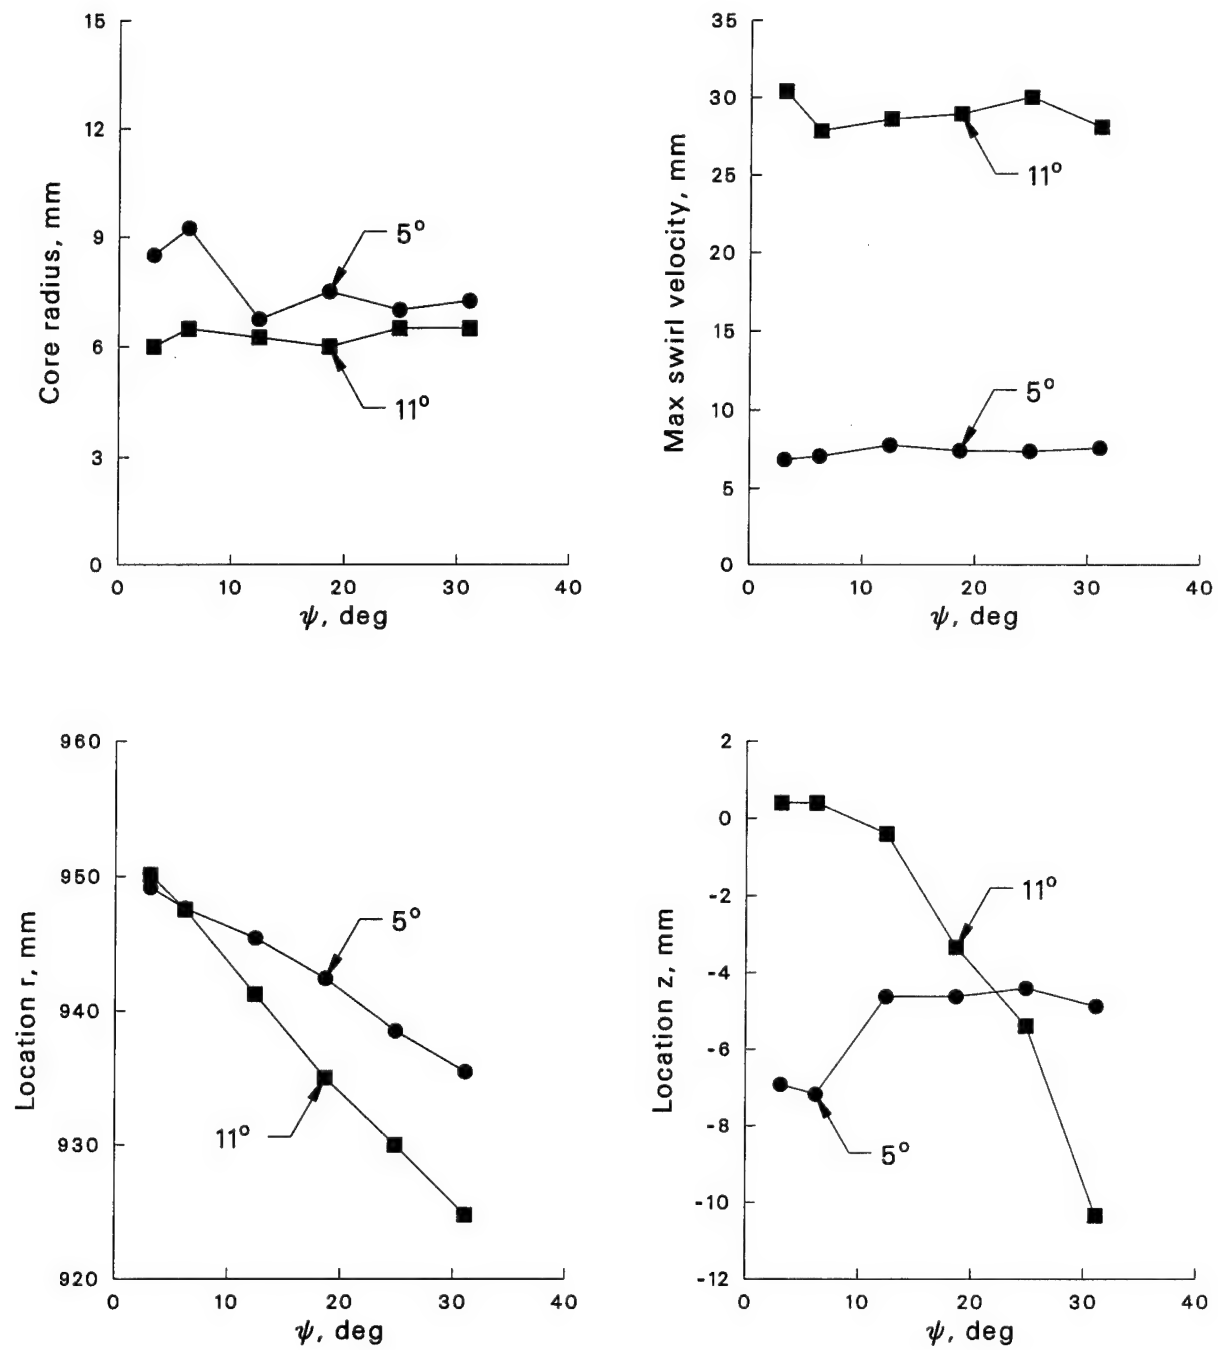 15
12
9
6
3
0
Core radius, mm
5°
11°
0 10 20 30 40
ψ, deg
35
30
25
20
15
10
5
0
Max swirl velocity, mm
11°
5°
0 10 20 30 40
ψ, deg
960
950
940
930
920
Location r, mm
5°
11°
0 10 20 30 40
ψ, deg
2
0
-2
-4
-6
-8
-10
-12
Location z, mm
11°
5°
0 10 20 30 40
ψ, deg